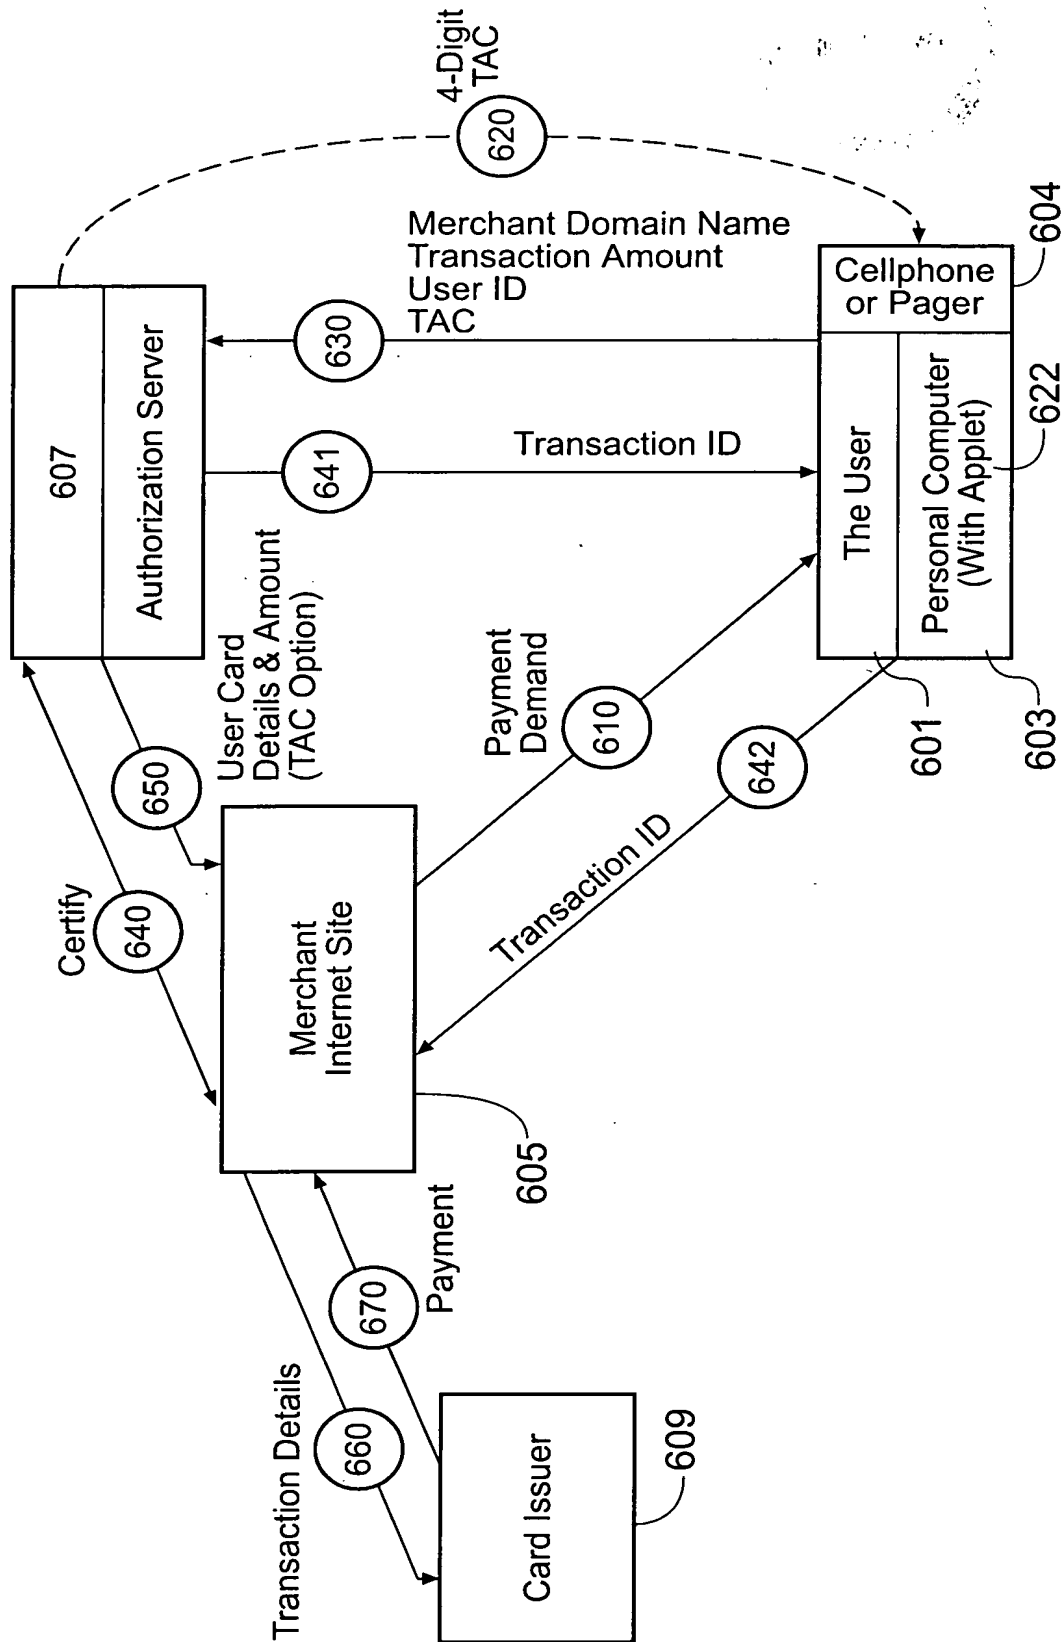 4-Digit
TAC
620
Merchant Domain Name
Transaction Amount
User ID
TAC
630
607
Authorization Server
641
Transaction ID
Cellphone
or Pager
604
The User
Personal Computer
(With Applet)
622
601
603
User Card
Details & Amount
(TAC Option)
650
Payment
Demand
610
642
Transaction ID
Certify
640
Merchant
Internet Site
605
Payment
670
Transaction Details
660
Card Issuer
609